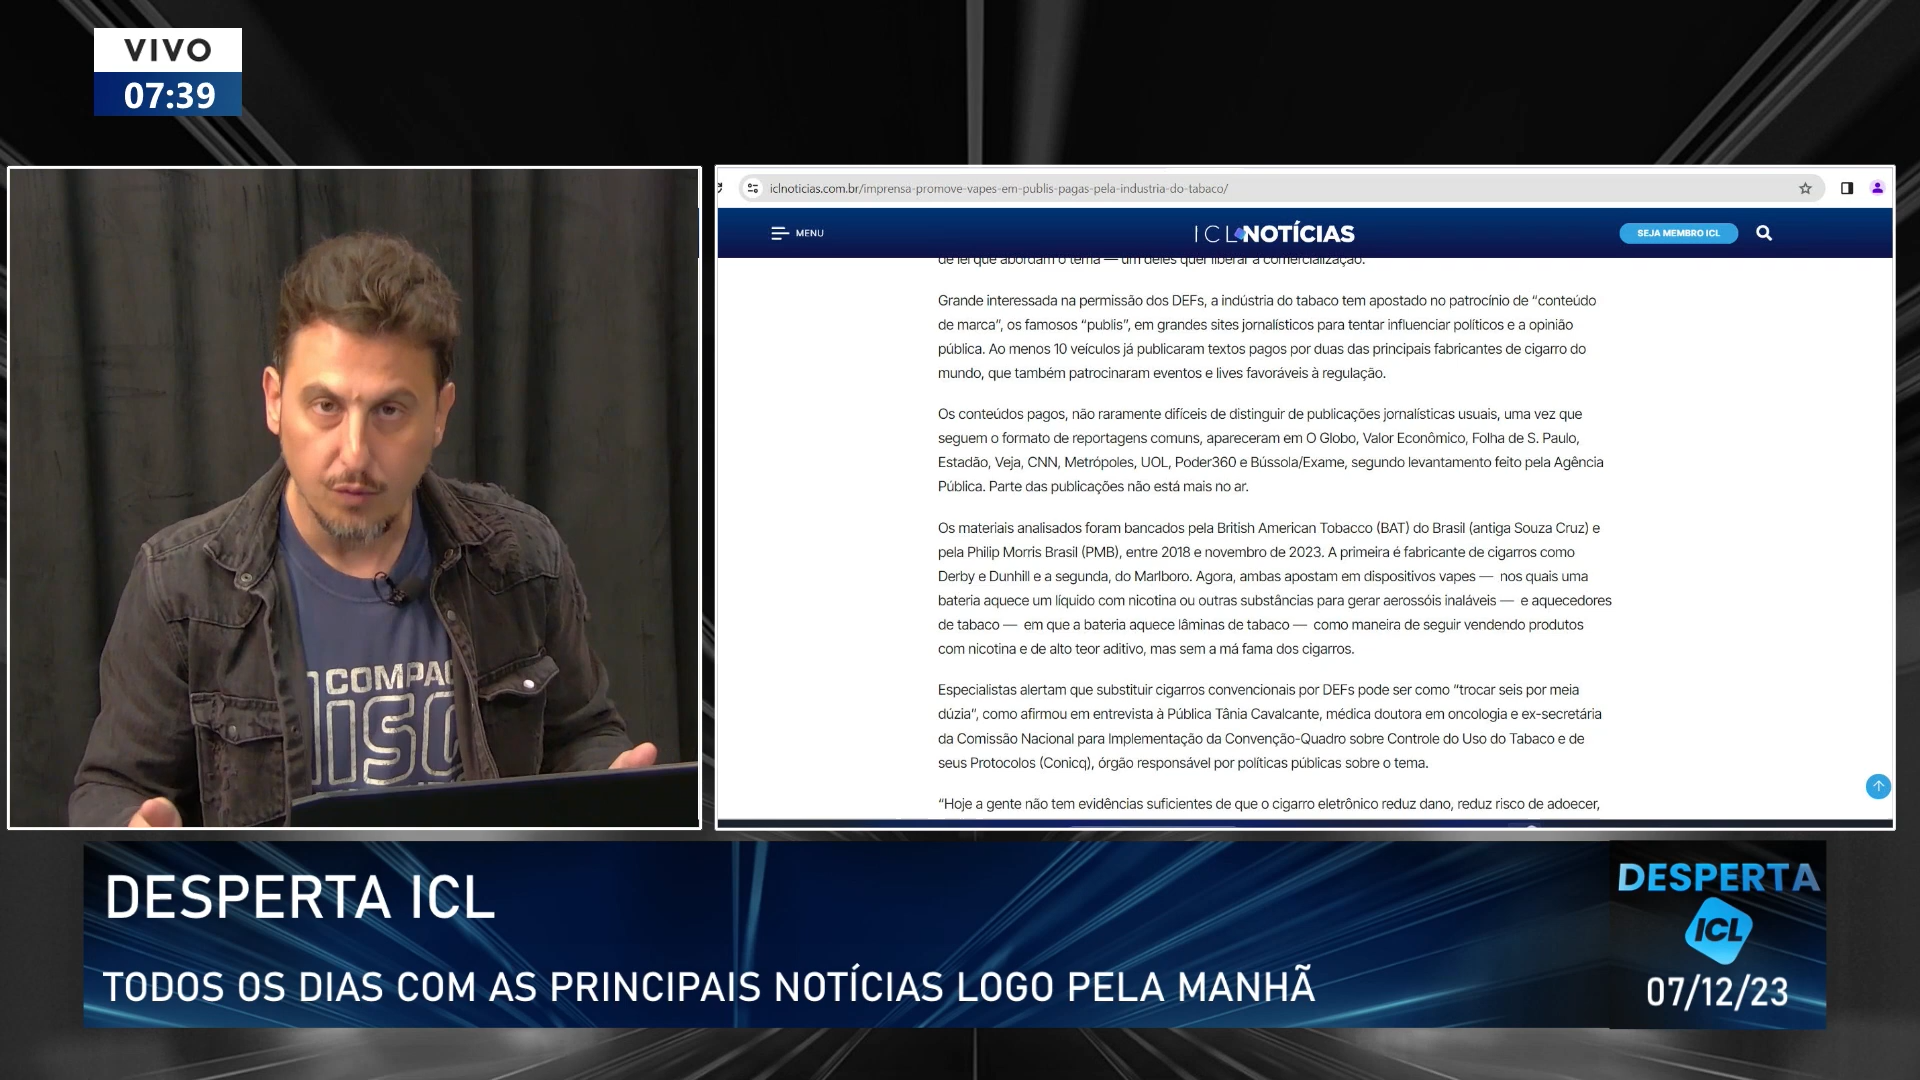 VIVO
07:39
COMPAC
DISC
iclnoticias.com.br/imprensa-promove-vapes-em-publis-pagas-pela-industria-do-tabaco/
MENU
ICL NOTÍCIAS
SEJA MEMBRO ICL
de lei que abordam o tema — um deles quer liberar a comercialização.
Grande interessada na permissão dos DEFs, a indústria do tabaco tem apostado no patrocínio de “conteúdo
de marca”, os famosos “publis”, em grandes sites jornalísticos para tentar influenciar políticos e a opinião
pública. Ao menos 10 veículos já publicaram textos pagos por duas das principais fabricantes de cigarro do
mundo, que também patrocinaram eventos e lives favoráveis à regulação.
Os conteúdos pagos, não raramente difíceis de distinguir de publicações jornalísticas usuais, uma vez que
seguem o formato de reportagens comuns, apareceram em O Globo, Valor Econômico, Folha de S. Paulo,
Estadão, Veja, CNN, Metrópoles, UOL, Poder360 e Bússola/Exame, segundo levantamento feito pela Agência
Pública. Parte das publicações não está mais no ar.
Os materiais analisados foram bancados pela British American Tobacco (BAT) do Brasil (antiga Souza Cruz) e
pela Philip Morris Brasil (PMB), entre 2018 e novembro de 2023. A primeira é fabricante de cigarros como
Derby e Dunhill e a segunda, do Marlboro. Agora, ambas apostam em dispositivos vapes — nos quais uma
bateria aquece um líquido com nicotina ou outras substâncias para gerar aerossóis inaláveis — e aquecedores
de tabaco — em que a bateria aquece lâminas de tabaco — como maneira de seguir vendendo produtos
com nicotina e de alto teor aditivo, mas sem a má fama dos cigarros.
Especialistas alertam que substituir cigarros convencionais por DEFs pode ser como “trocar seis por meia
dúzia”, como afirmou em entrevista à Pública Tânia Cavalcante, médica doutora em oncologia e ex-secretária
da Comissão Nacional para Implementação da Convenção-Quadro sobre Controle do Uso do Tabaco e de
seus Protocolos (Conicq), órgão responsável por políticas públicas sobre o tema.
“Hoje a gente não tem evidências suficientes de que o cigarro eletrônico reduz dano, reduz risco de adoecer,
DESPERTA ICL
TODOS OS DIAS COM AS PRINCIPAIS NOTÍCIAS LOGO PELA MANHÃ
DESPERTA
ICL
07/12/23